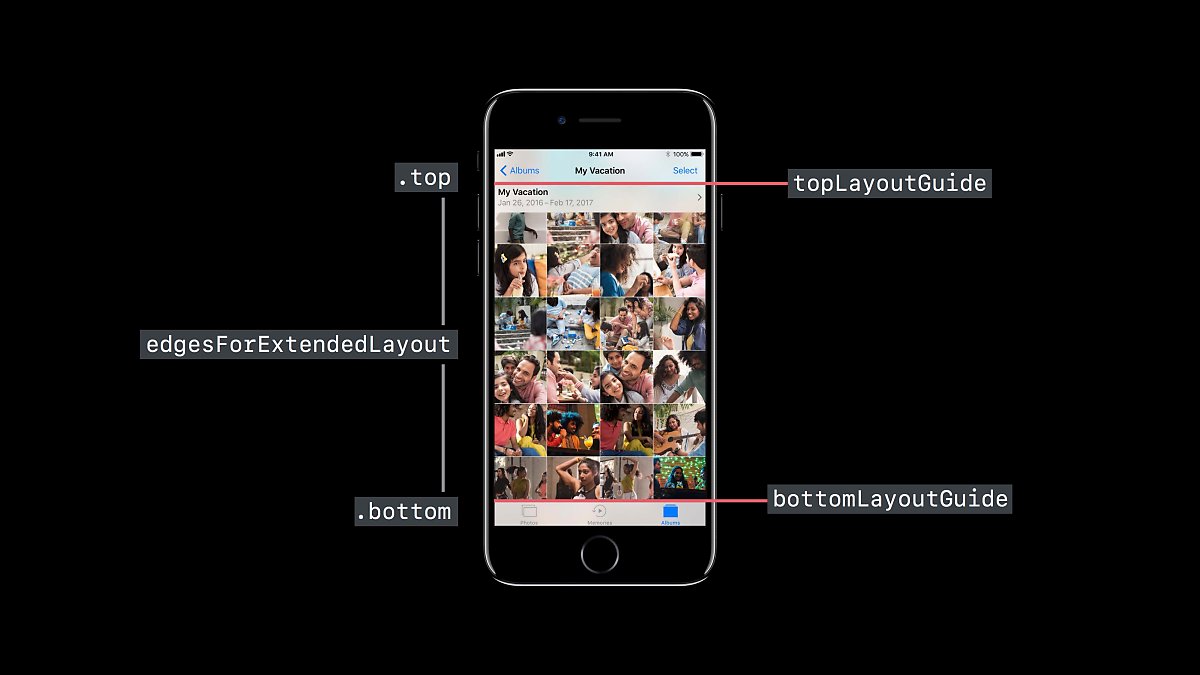 9:41 AM
100%
Albums
My Vacation
Select
.top
topLayoutGuide
My Vacation
Jan 26, 2016 – Feb 17, 2017
edgesForExtendedLayout
.bottom
bottomLayoutGuide
Photos
Memories
Albums